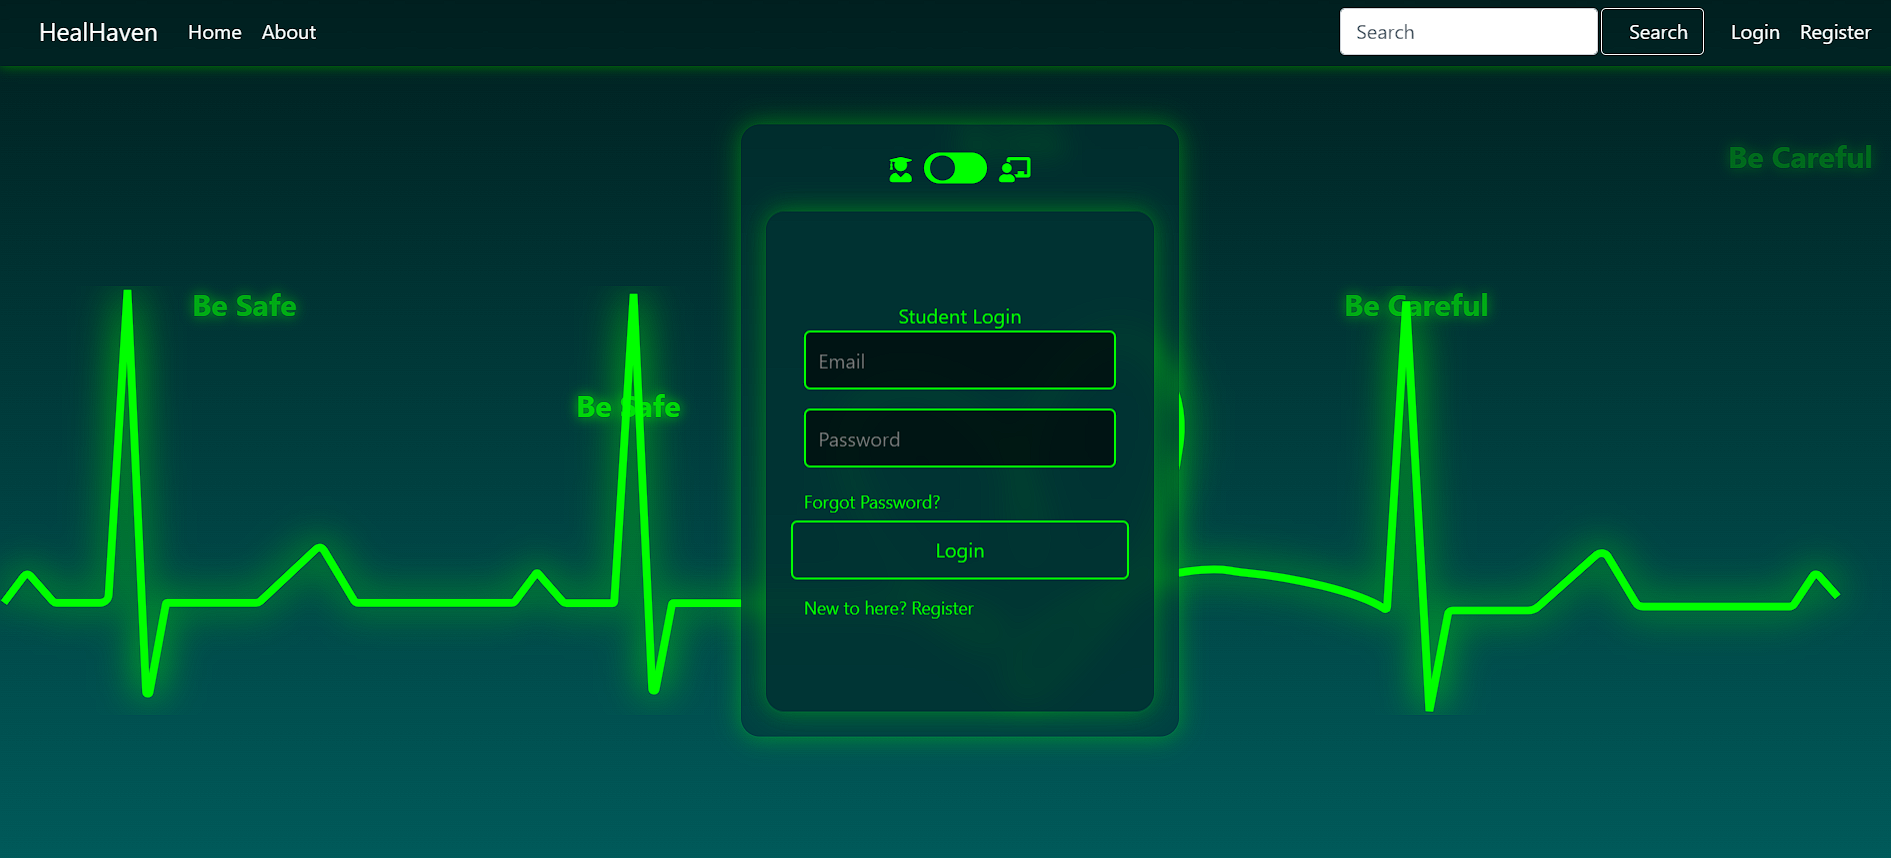 HealHaven Home About Search Search Login Register
Be Careful
Be Safe
Be Careful
Be Safe
Student Login
Email
Password
Forgot Password?
Login
New to here? Register